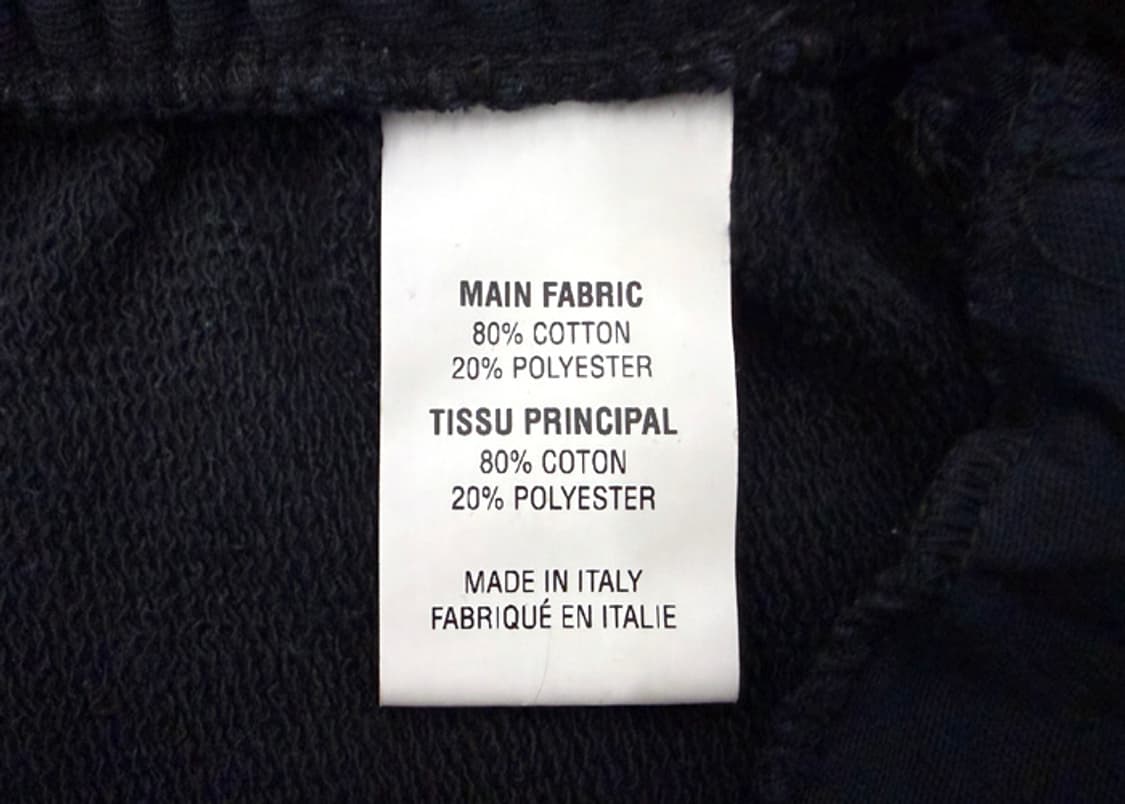 MAIN FABRIC
80% COTTON
20% POLYESTER
TISSU PRINCIPAL
80% COTON
20% POLYESTER
MADE IN ITALY
FABRIQUÉ EN ITALIE